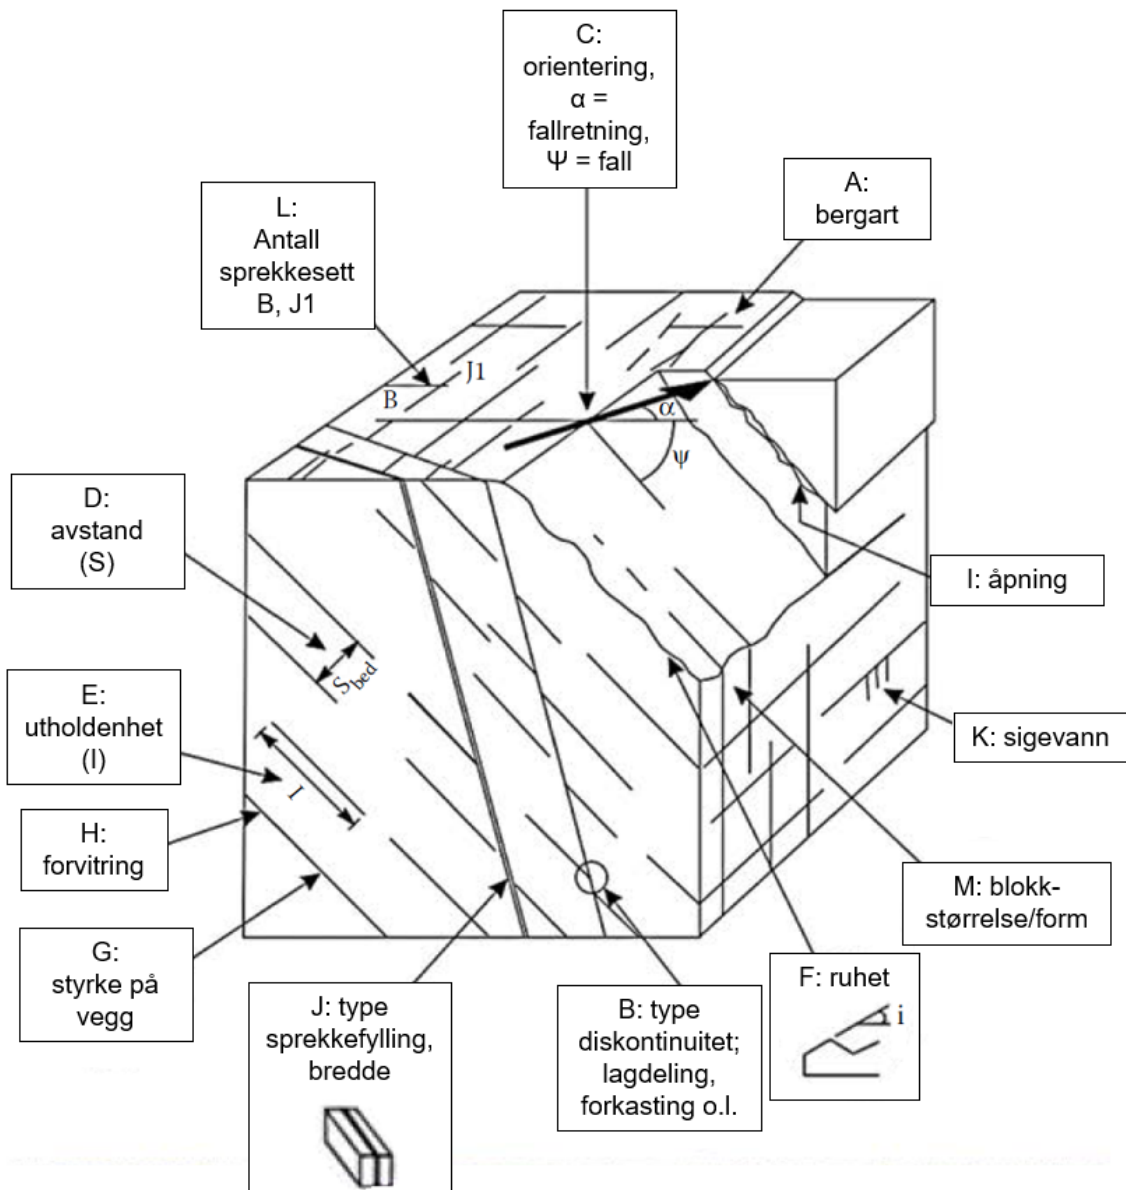 C:
orientering,
α =
fallretning,
Ψ = fall
A:
bergart
L:
Antall
sprekkesett
B, J1
J1
B
α
ψ
D:
avstand
(S)
I: åpning
S bed
E:
utholdenhet
(I)
K: sigevann
I
H:
forvitring
M: blokk-
størrelse/form
G:
styrke på
vegg
F: ruhet
i
J: type
sprekkefylling,
bredde
B: type
diskontinuitet;
lagdeling,
forkasting o.l.